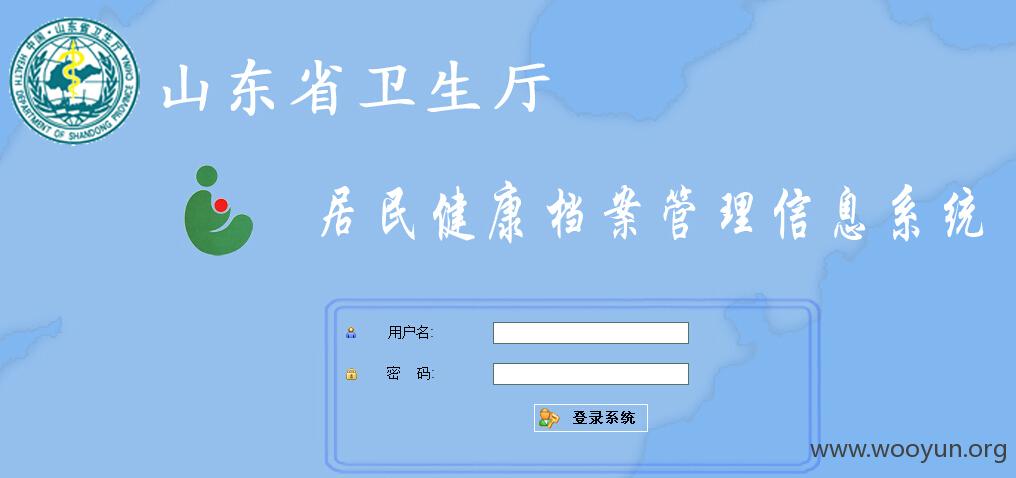 中国·山东省卫生厅
CHINA
HEALTH DEPARTMENT OF SHANDONG PROVINCE
山东省卫生厅
居民健康档案管理信息系统
用户名:
密 码:
登录系统
www.wooyun.org